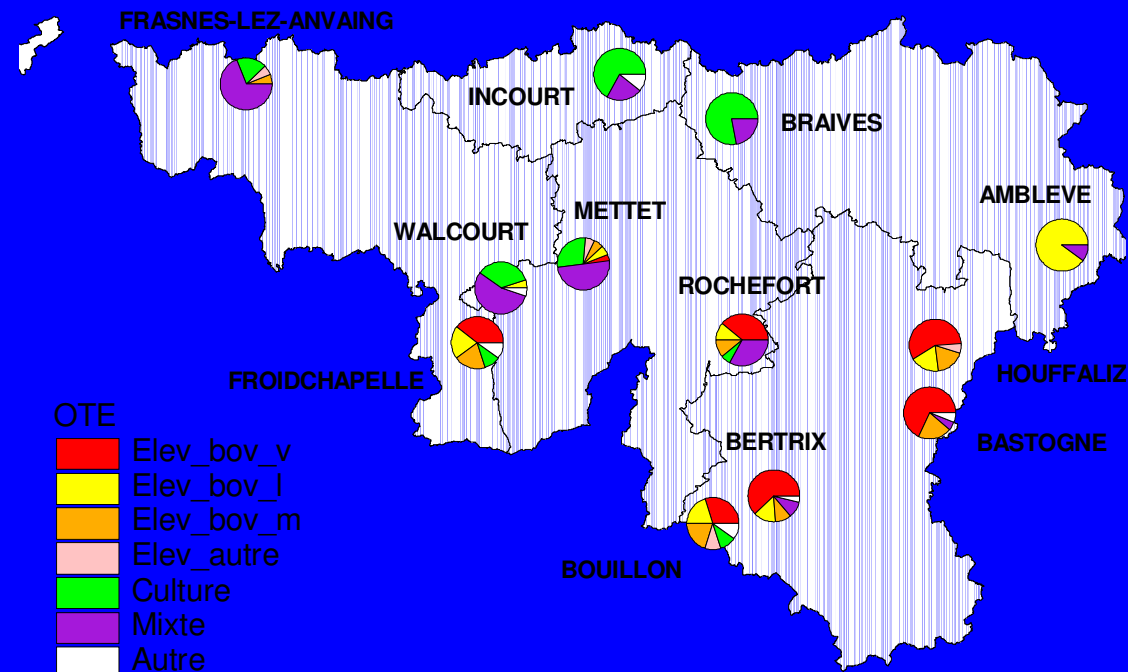 FRASNES-LEZ-ANVAING
INCOURT
BRAIVES
AMBLEVE
METTET
WALCOURT
ROCHEFORT
HOUFFALIZ
FROIDCHAPELLE
BASTOGNE
BERTRIX
BOUILLON
OTE
Elev_bov_v
Elev_bov_l
Elev_bov_m
Elev_autre
Culture
Mixte
Autre